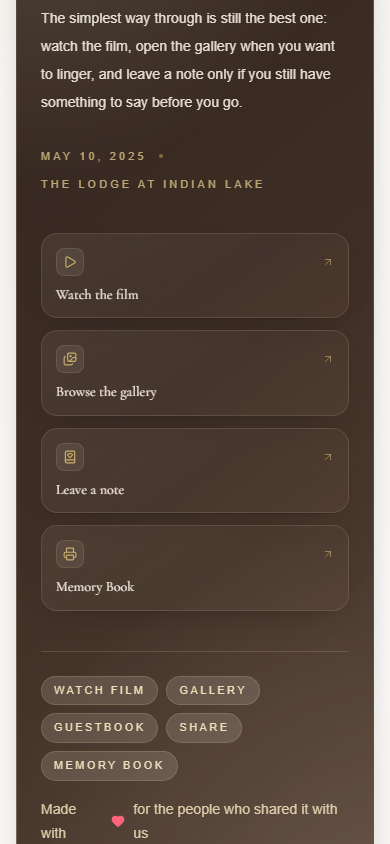 The simplest way through is still the best one:
watch the film, open the gallery when you want
to linger, and leave a note only if you still have
something to say before you go.
MAY 10, 2025 •
THE LODGE AT INDIAN LAKE
Watch the film
Browse the gallery
Leave a note
Memory Book
WATCH FILM GALLERY
GUESTBOOK SHARE
MEMORY BOOK
Made with ❤ for the people who shared it with us